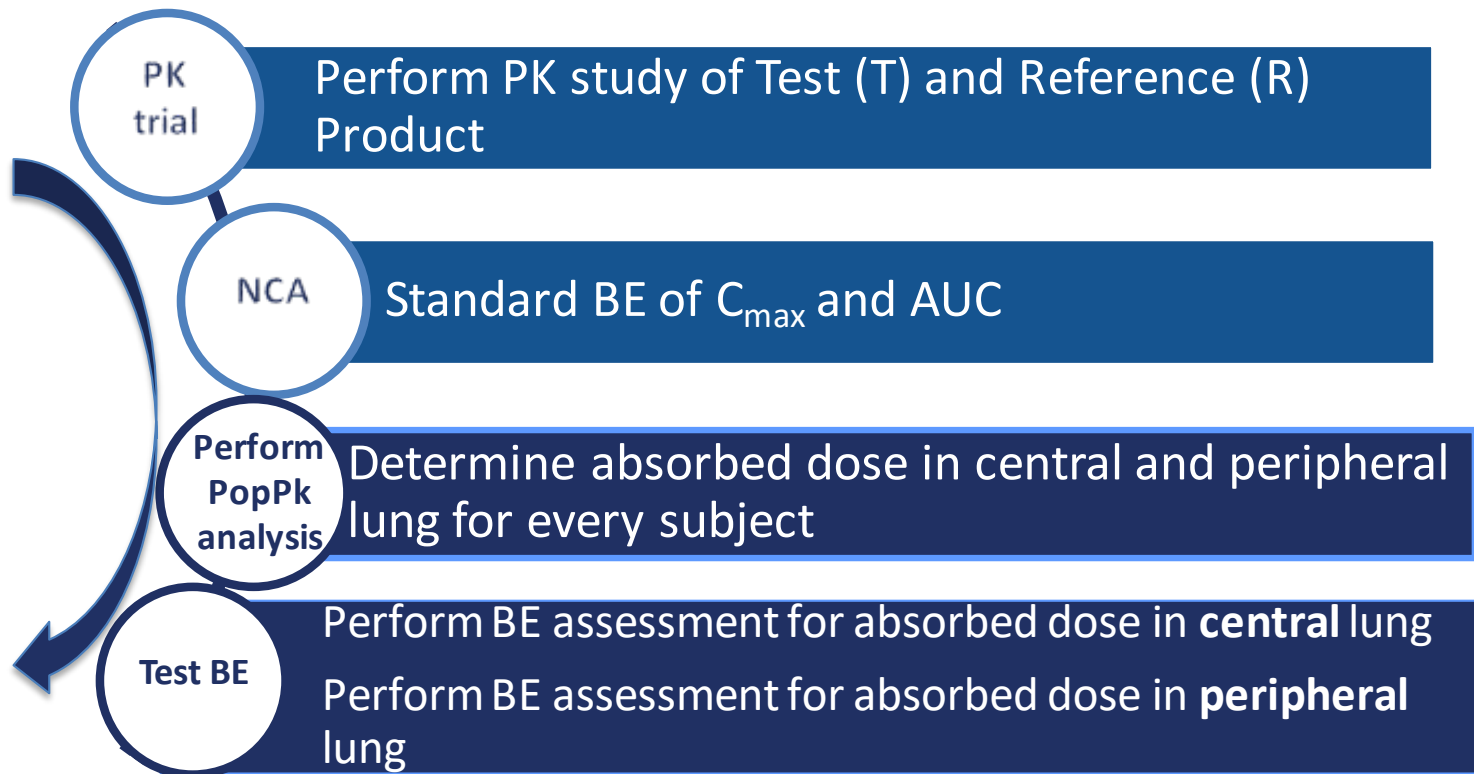 PK
trial
Perform PK study of Test (T) and Reference (R)
Product
NCA
Standard BE of Cmax and AUC
Perform
PopPk
analysis
Determine absorbed dose in central and peripheral
lung for every subject
Test BE
Perform BE assessment for absorbed dose in central lung
Perform BE assessment for absorbed dose in peripheral
lung